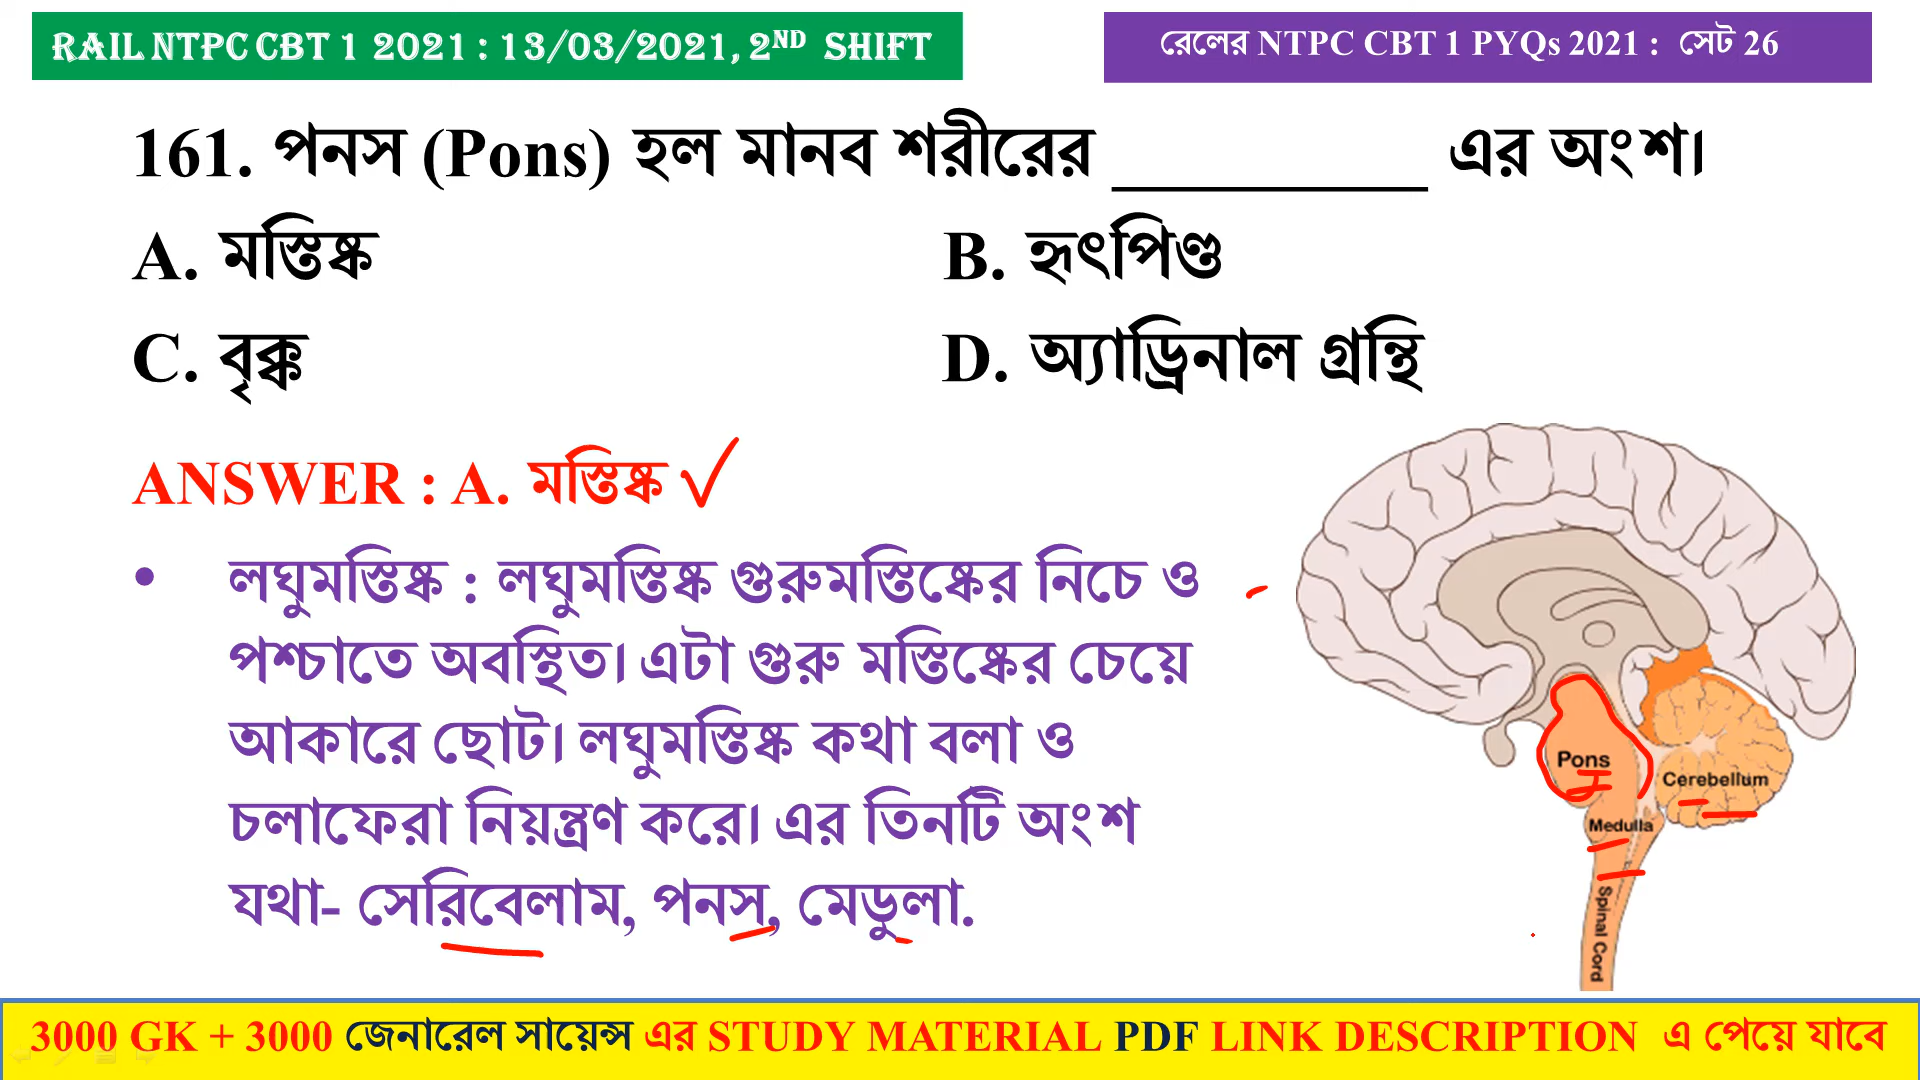 RAIL NTPC CBT 1 2021 : 13/03/2021, 2ND SHIFT
রেলের NTPC CBT 1 PYQs 2021 : সেট 26
161. পনস (Pons) হল মানব শরীরের __________ এর অংশ।
A. মস্তিষ্ক
B. হৃৎপিণ্ড
C. বৃক্ক
D. অ্যাড্রিনাল গ্রন্থি
ANSWER : A. মস্তিষ্ক ✓
• লঘুমস্তিষ্ক : লঘুমস্তিষ্ক গুরুমস্তিষ্কের নিচে ও
পশ্চাতে অবস্থিত। এটা গুরু মস্তিষ্কের চেয়ে
আকারে ছোট। লঘুমস্তিষ্ক কথা বলা ও
চলাফেরা নিয়ন্ত্রণ করে। এর তিনটি অংশ
যথা- সেরিবেলাম, পনস, মেডুলা.
Pons
Cerebellum
Medulla
Spinal Cord
3000 GK + 3000 জেনারেল সায়েন্স এর STUDY MATERIAL PDF LINK DESCRIPTION এ পেয়ে যাবে